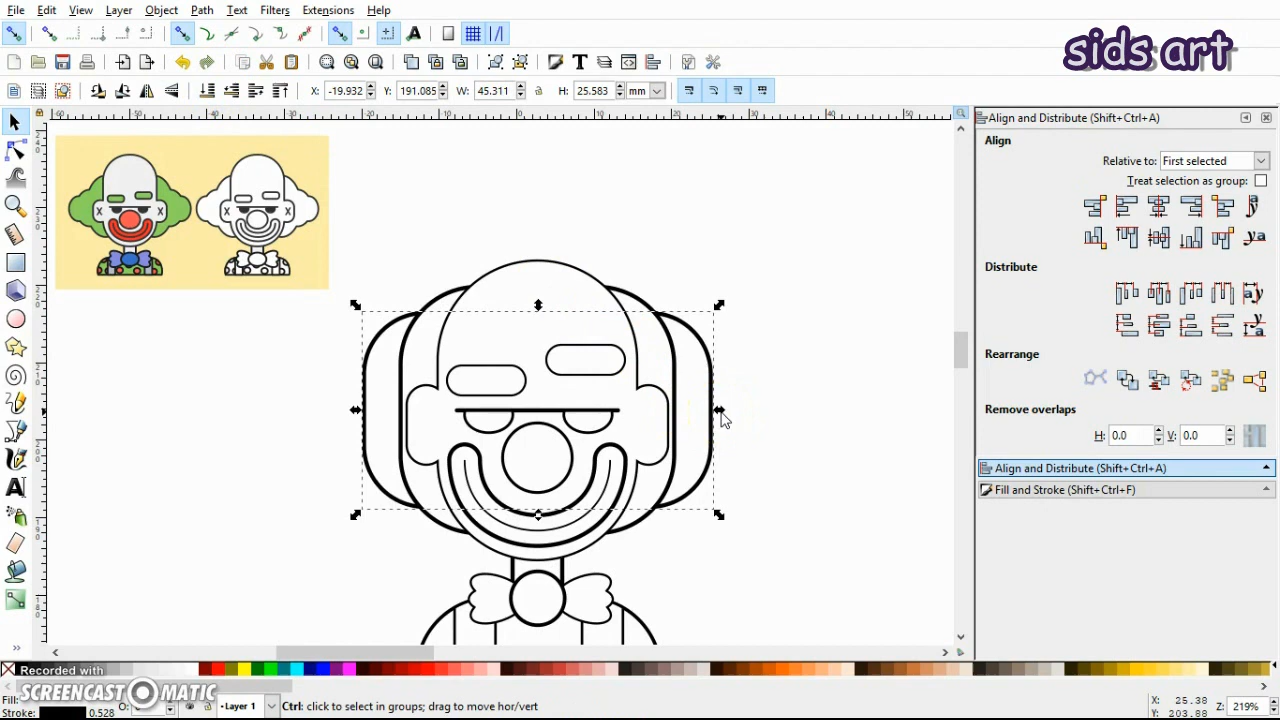 File Edit View Layer Object Path Text Filters Extensions Help
sids art
X: -19.932 Y: 191.085 W: 45.311 H: 25.583 mm
Align and Distribute (Shift+Ctrl+A)
Align
Relative to: First selected
Treat selection as group:
Distribute
Rearrange
Remove overlaps
H: 0.0 V: 0.0
Align and Distribute (Shift+Ctrl+A)
Fill and Stroke (Shift+Ctrl+F)
Recorded with
SCREENCAST-O-MATIC
Fill:
Stroke: 0.528 O: Layer 1 Ctrl: click to select in groups; drag to move hor/vert
X: 25.38
Y: 203.88
Z: 219%